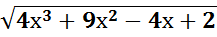 √4x³ + 9x² − 4x + 2